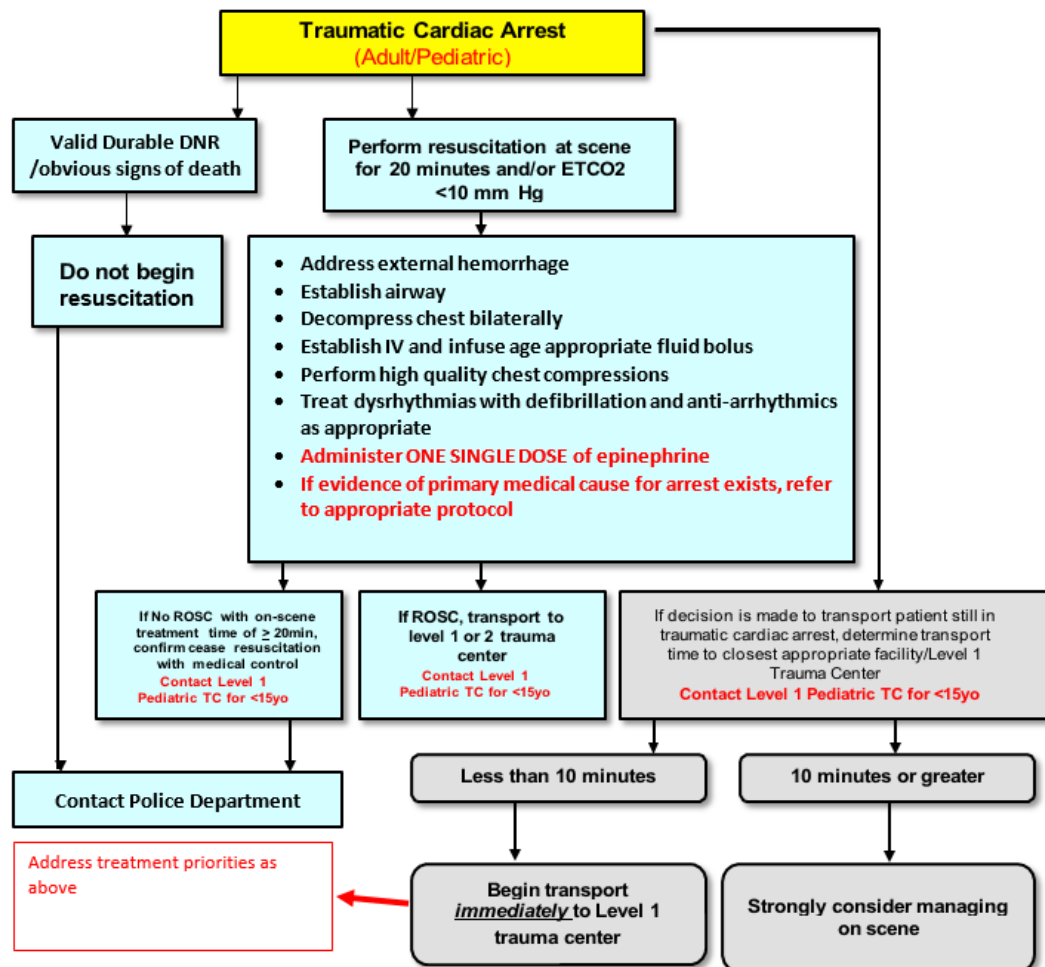 Traumatic Cardiac Arrest
(Adult/Pediatric)
Valid Durable DNR
/obvious signs of death
Perform resuscitation at scene
for 20 minutes and/or ETCO2
<10 mm Hg
Do not begin
resuscitation
• Address external hemorrhage
• Establish airway
• Decompress chest bilaterally
• Establish IV and infuse age appropriate fluid bolus
• Perform high quality chest compressions
• Treat dysrhythmias with defibrillation and anti-arrhythmics
as appropriate
• Administer ONE SINGLE DOSE of epinephrine
• If evidence of primary medical cause for arrest exists, refer
to appropriate protocol
If No ROSC with on-scene
treatment time of ≥ 20min,
confirm cease resuscitation
with medical control
Contact Level 1
Pediatric TC for <15yo
If ROSC, transport to
level 1 or 2 trauma
center
Contact Level 1
Pediatric TC for <15yo
If decision is made to transport patient still in
traumatic cardiac arrest, determine transport
time to closest appropriate facility/Level 1
Trauma Center
Contact Level 1 Pediatric TC for <15yo
Less than 10 minutes
10 minutes or greater
Contact Police Department
Address treatment priorities as
above
Begin transport
immediately to Level 1
trauma center
Strongly consider managing
on scene